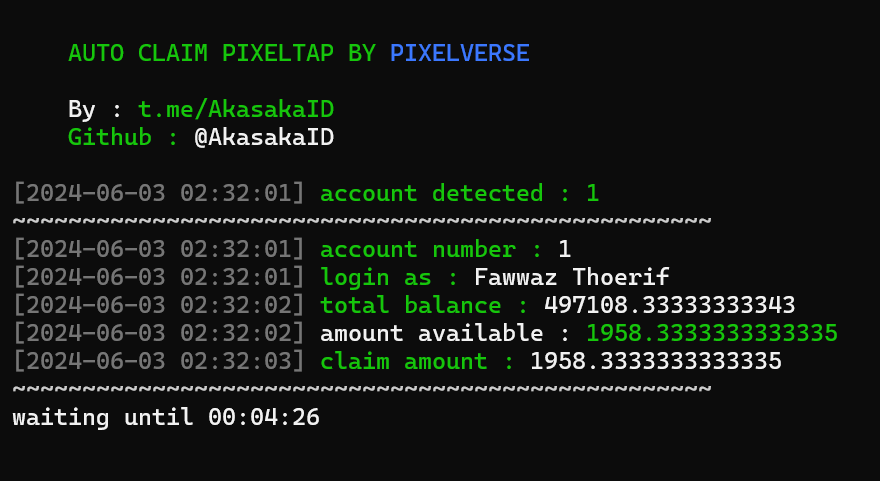 AUTO CLAIM PIXELTAP BY PIXELVERSE
By : t.me/AkasakaID
Github : @AkasakaID
[2024-06-03 02:32:01] account detected : 1
~~~~~~~~~~~~~~~~~~~~~~~~~~~~~~~~~~~~~~~~~~~~~~~~~~
[2024-06-03 02:32:01] account number : 1
[2024-06-03 02:32:01] login as : Fawwaz Thoerif
[2024-06-03 02:32:02] total balance : 497108.33333333343
[2024-06-03 02:32:02] amount available : 1958.3333333333335
[2024-06-03 02:32:03] claim amount : 1958.3333333333335
~~~~~~~~~~~~~~~~~~~~~~~~~~~~~~~~~~~~~~~~~~~~~~~~~~
waiting until 00:04:26